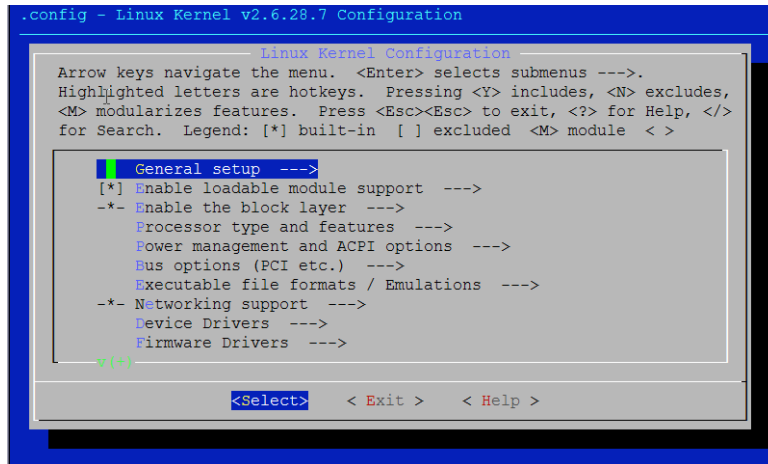 .config - Linux Kernel v2.6.28.7 Configuration
Linux Kernel Configuration
Arrow keys navigate the menu.  <Enter> selects submenus --->.
Highlighted letters are hotkeys.  Pressing <Y> includes, <N> excludes,
<M> modularizes features.  Press <Esc><Esc> to exit, <?> for Help, </>
for Search.  Legend: [*] built-in  [ ] excluded  <M> module  < >
General setup  --->
[*] Enable loadable module support  --->
-*- Enable the block layer  --->
Processor type and features  --->
Power management and ACPI options  --->
Bus options (PCI etc.)  --->
Executable file formats / Emulations  --->
-*- Networking support  --->
Device Drivers  --->
Firmware Drivers  --->
v(+)
<Select>    < Exit >    < Help >